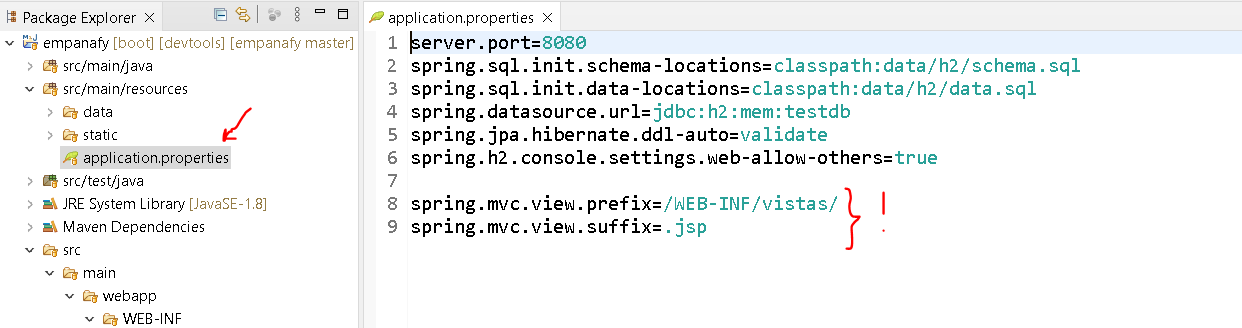 Package Explorer
empanafy [boot] [devtools] [empanafy master]
src/main/java
src/main/resources
data
static
application.properties
src/test/java
JRE System Library [JavaSE-1.8]
Maven Dependencies
src
main
webapp
WEB-INF
application.properties
1 server.port=8080
2 spring.sql.init.schema-locations=classpath:data/h2/schema.sql
3 spring.sql.init.data-locations=classpath:data/h2/data.sql
4 spring.datasource.url=jdbc:h2:mem:testdb
5 spring.jpa.hibernate.ddl-auto=validate
6 spring.h2.console.settings.web-allow-others=true
7
8 spring.mvc.view.prefix=/WEB-INF/vistas/
9 spring.mvc.view.suffix=.jsp
} !